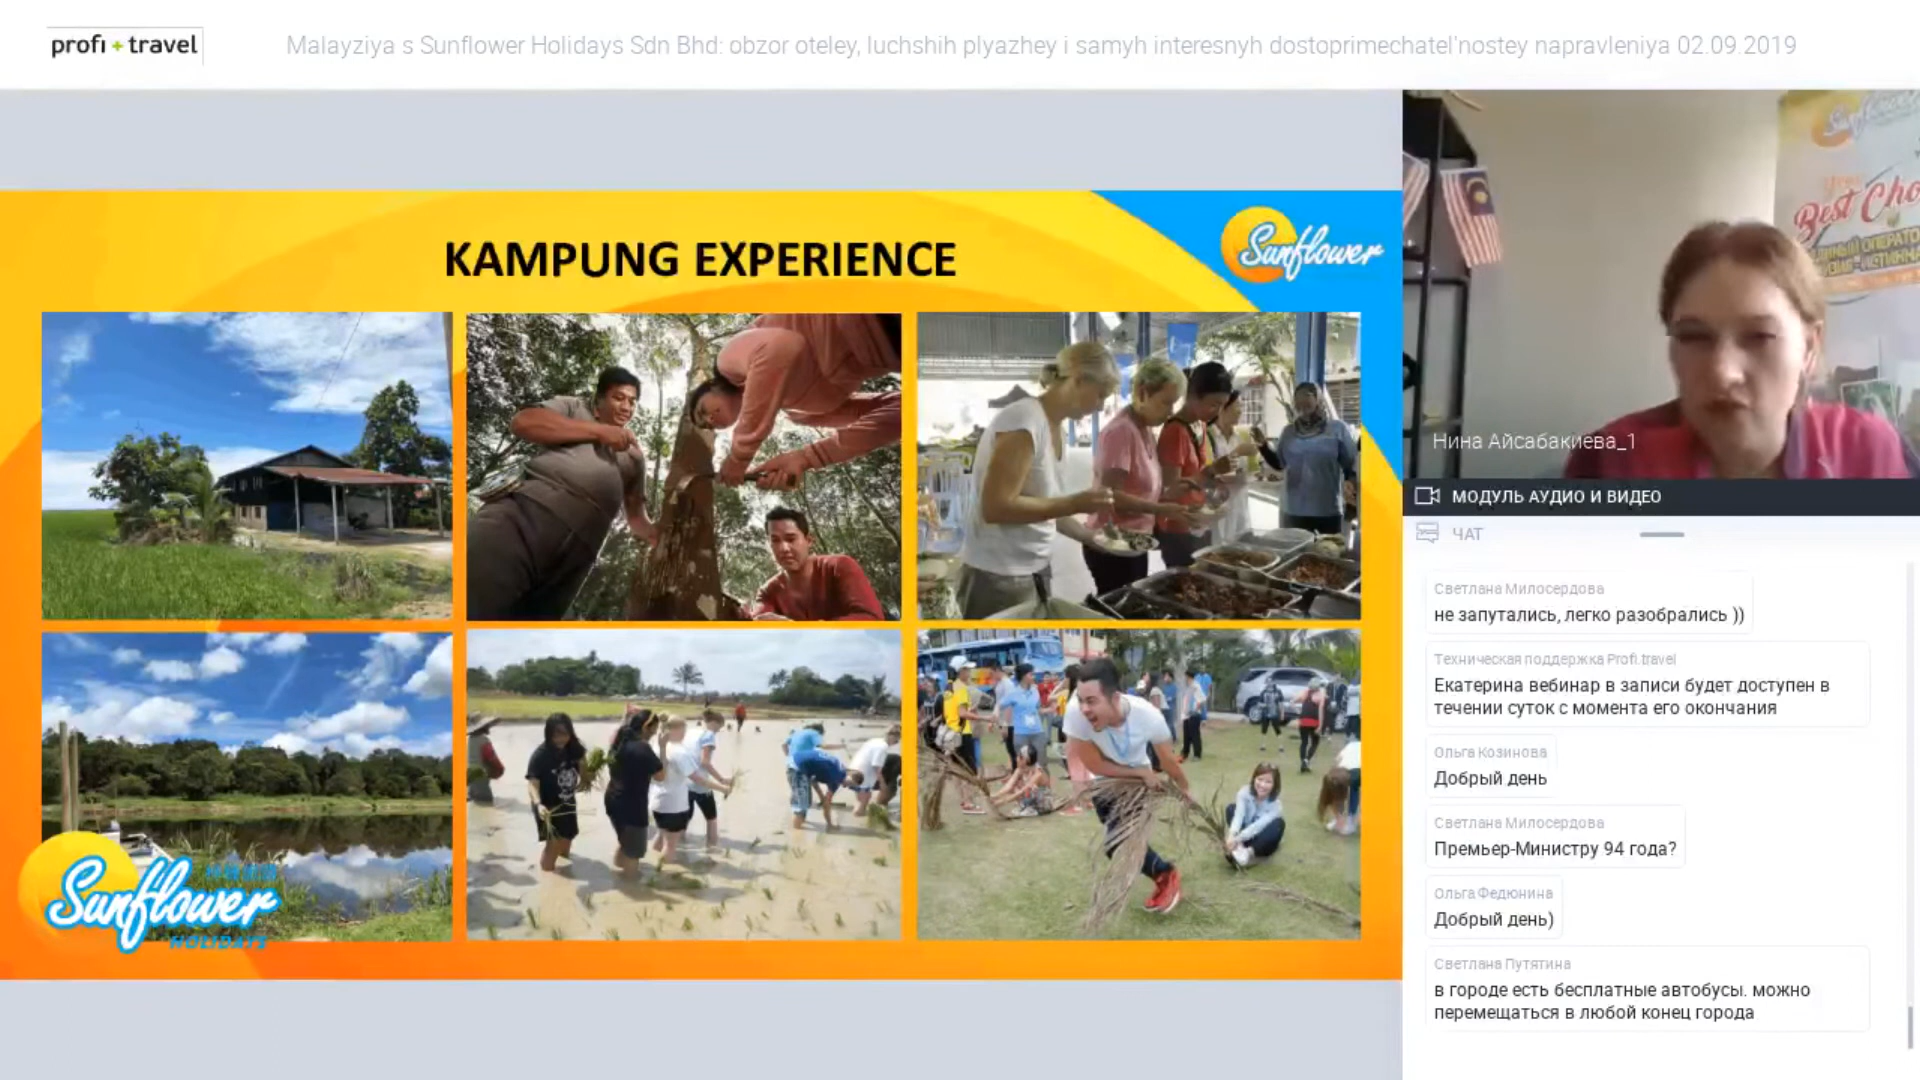 profi + travel
Malayziya s Sunflower Holidays Sdn Bhd: obzor oteley, luchshih plyazhey i samyh interesnyh dostoprimechatel'nostey napravleniya 02.09.2019
KAMPUNG EXPERIENCE
Sunflower
Sunflower
HOLIDAYS
Sunflower
Best Cho
Нина Айсабакиева_1
МОДУЛЬ АУДИО И ВИДЕО
ЧАТ
Светлана Милосердова
не запутались, легко разобрались ))
Техническая поддержка Profi.travel
Екатерина вебинар в записи будет доступен в
течении суток с момента его окончания
Ольга Козинова
Добрый день
Светлана Милосердова
Премьер-Министру 94 года?
Ольга Федюнина
Добрый день)
Светлана Путятина
в городе есть бесплатные автобусы. можно
перемещаться в любой конец города